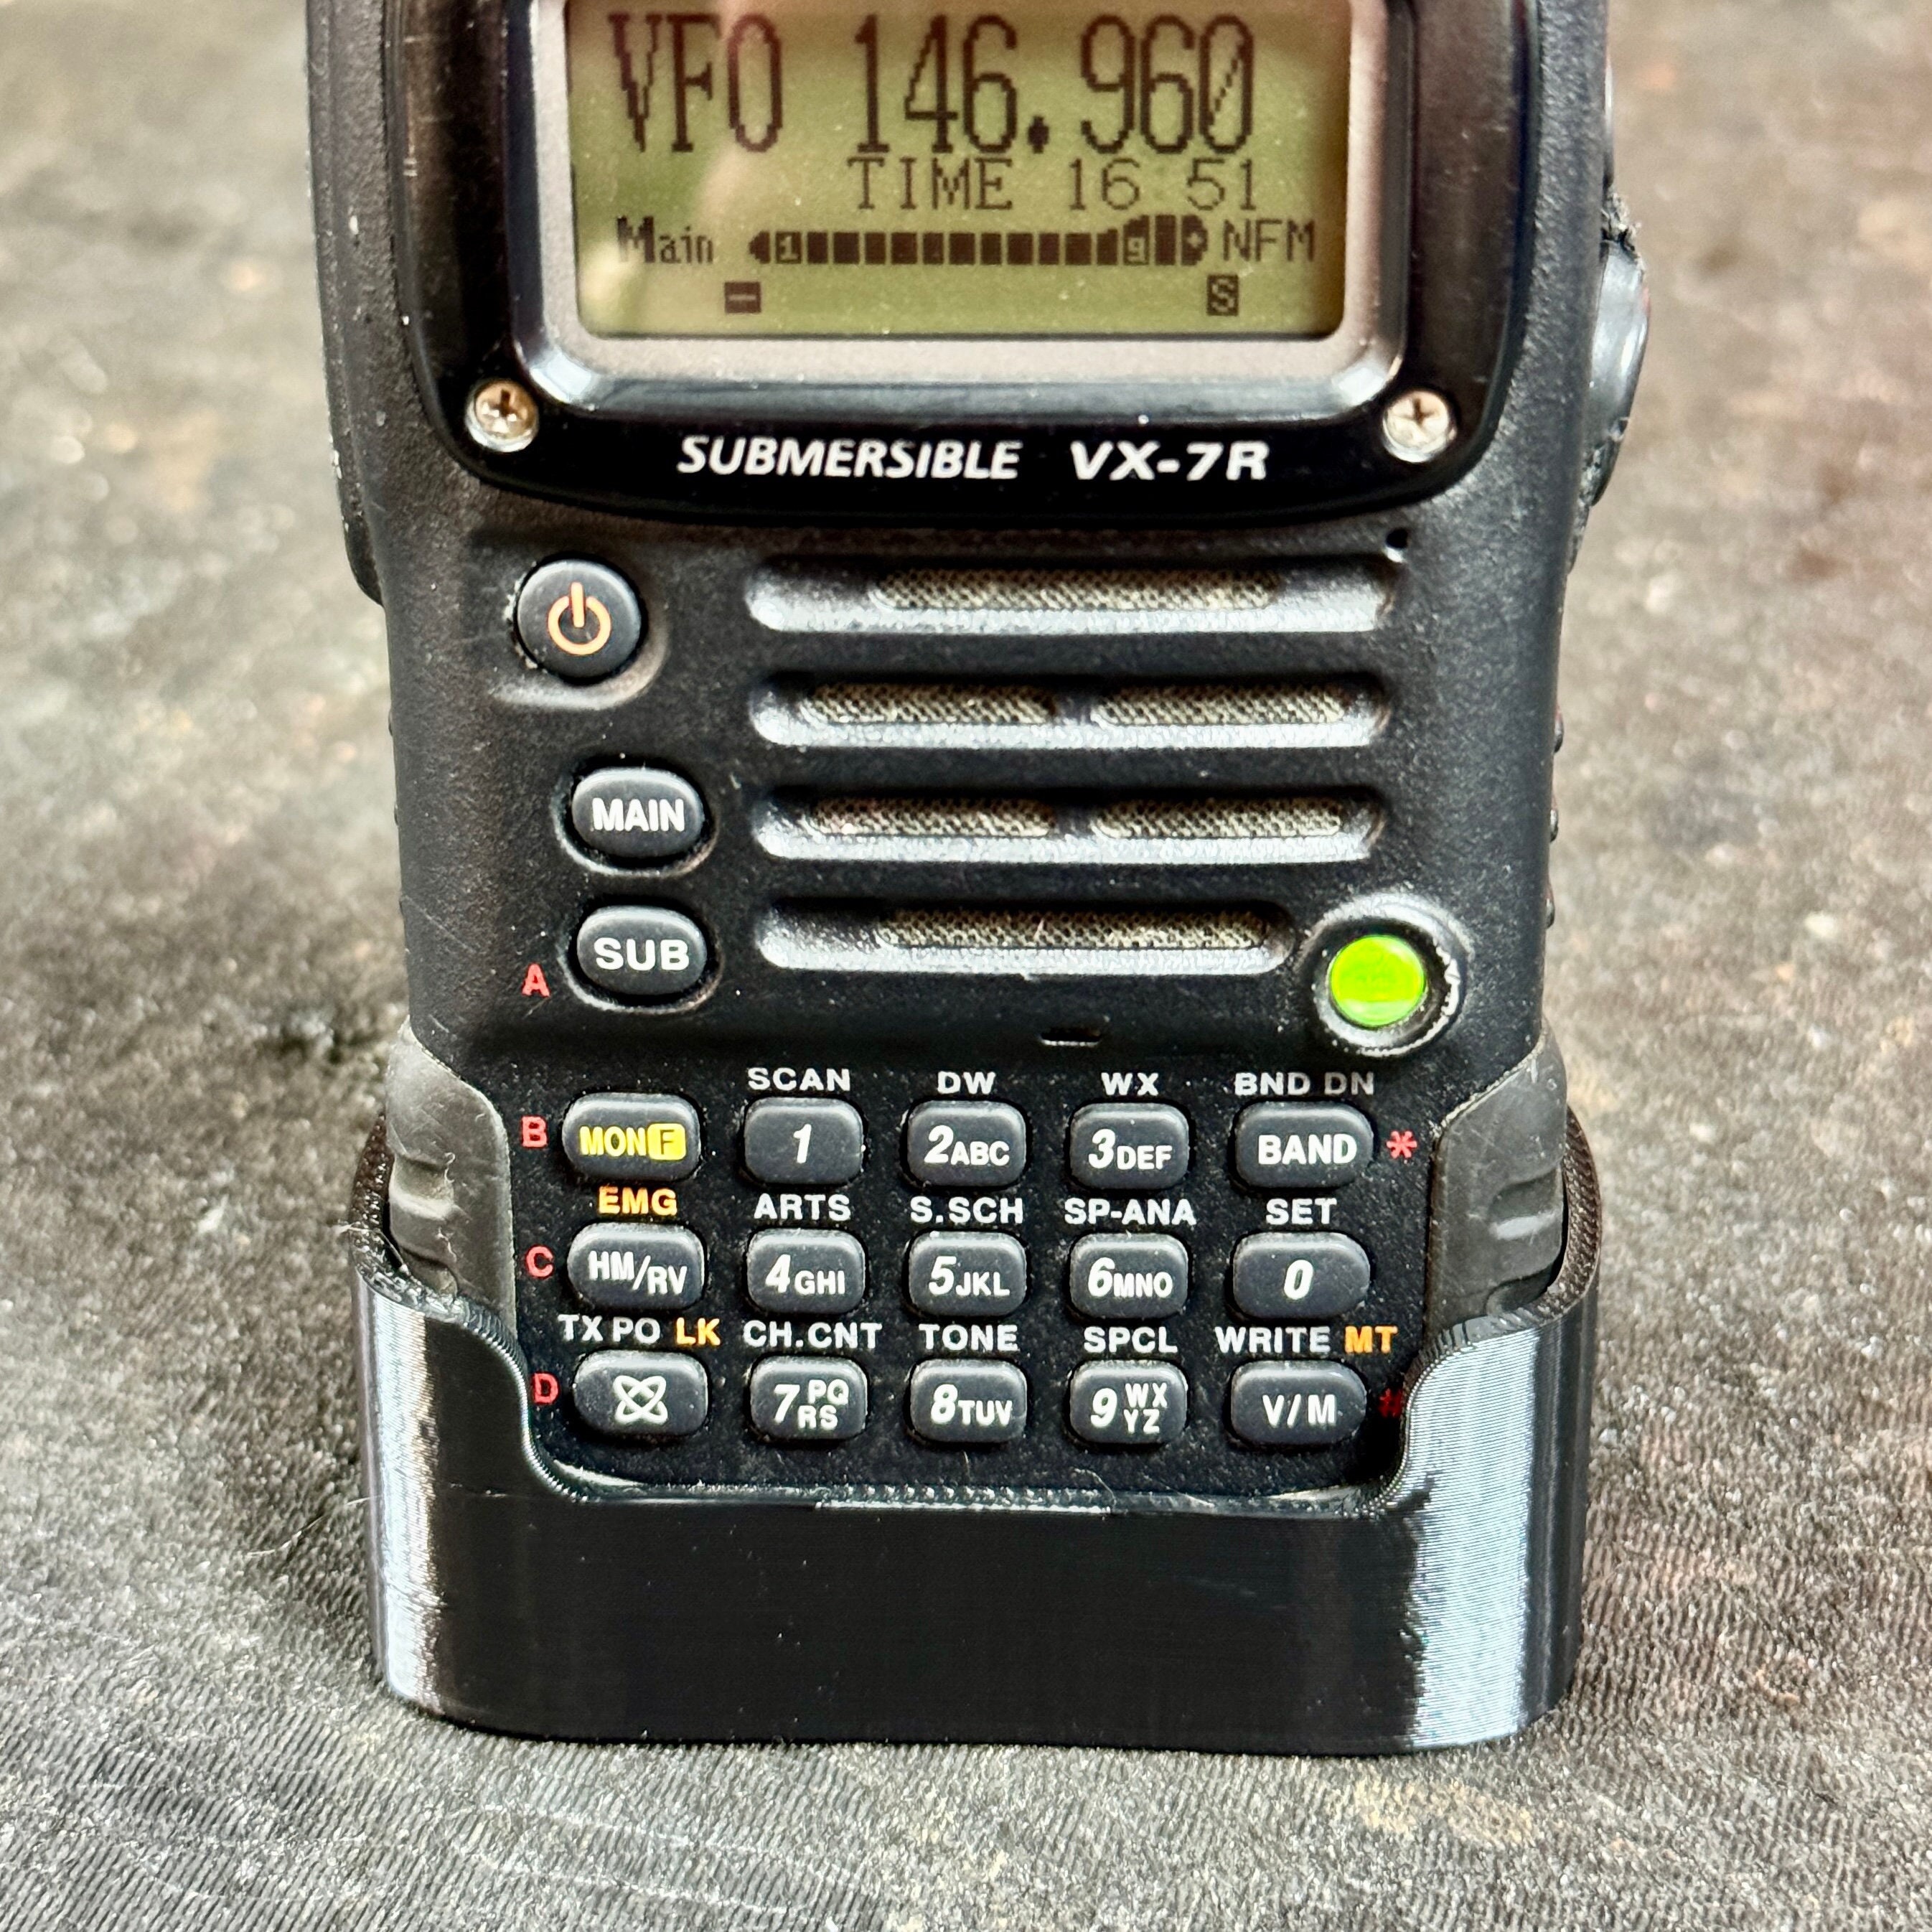 VFO 146.960
TIME 16 51
Main 1 9 + NFM
- S
SUBMERSIBLE VX-7R
MAIN
SUB
A
SCAN DW WX BND DN
B MON F 1 2ABC 3DEF BAND *
EMG ARTS S.SCH SP-ANA SET
C HM/RV 4GHI 5JKL 6MNO 0
TX PO LK CH.CNT TONE SPCL WRITE MT
D 7PQRS 8TUV 9WXYZ V/M #